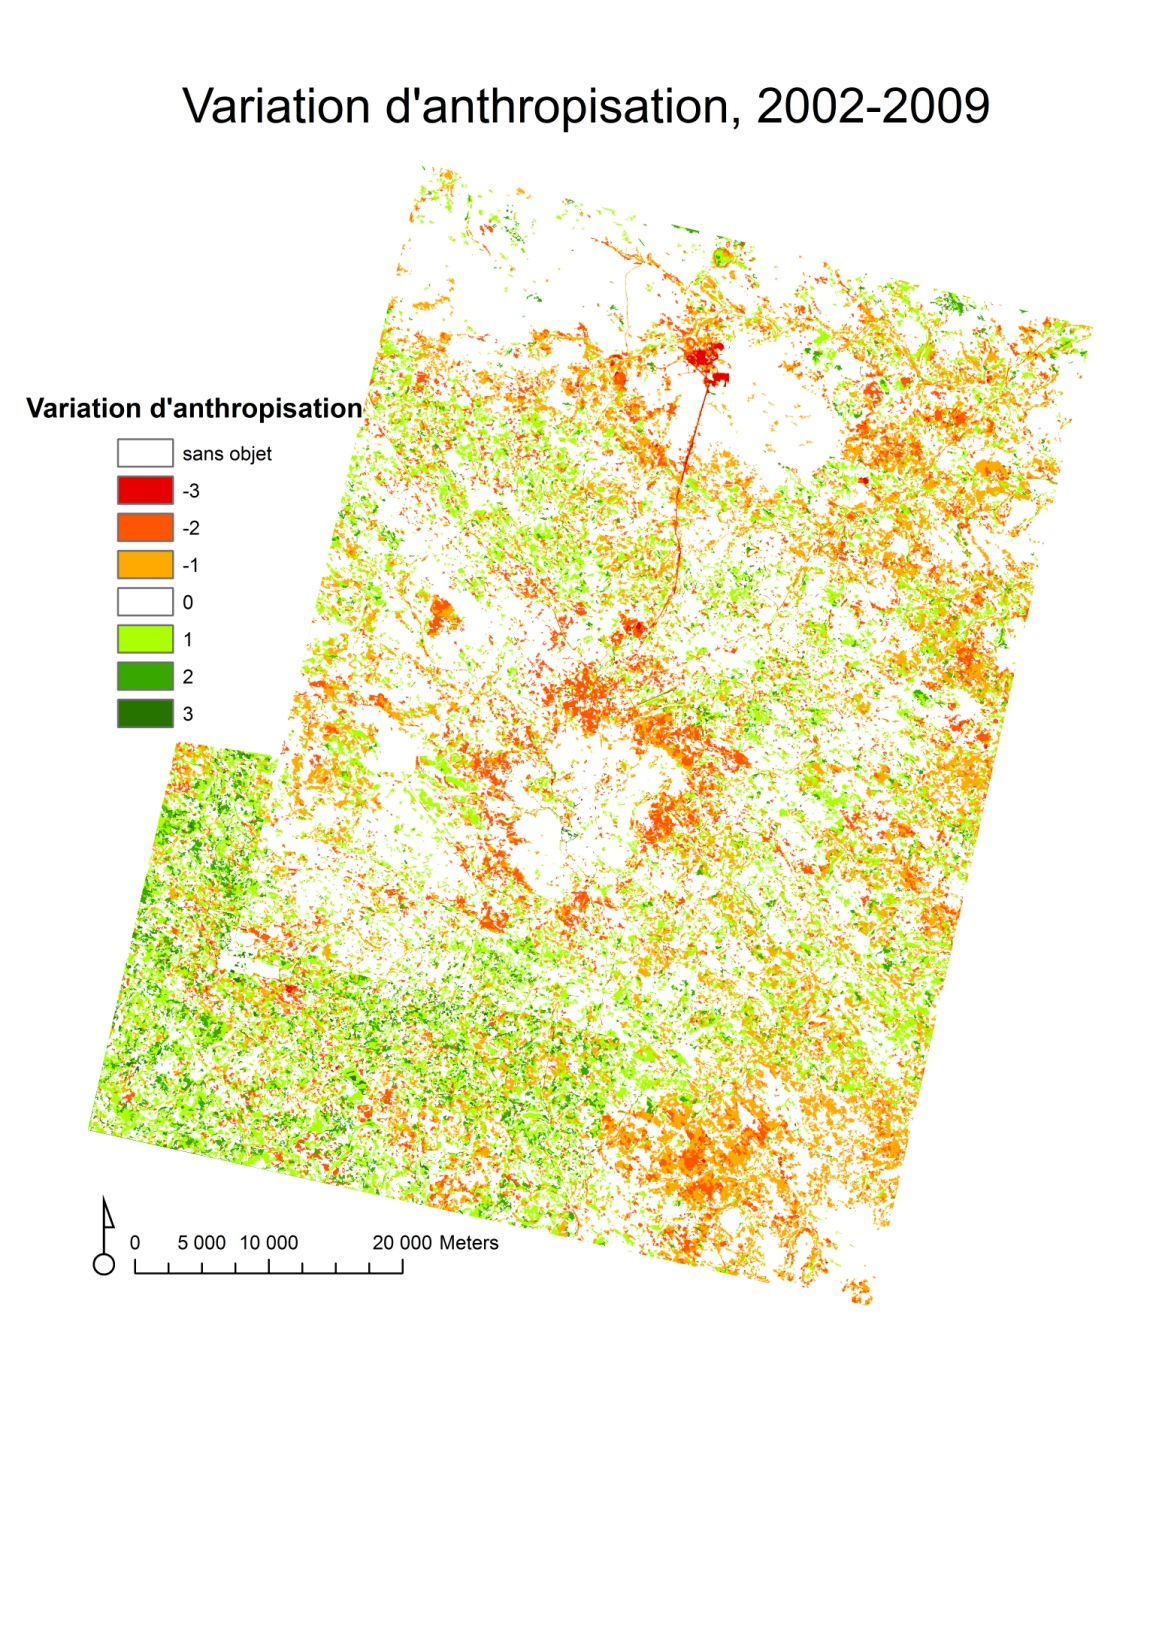 Variation d'anthropisation, 2002-2009
Variation d'anthropisation
sans objet
-3
-2
-1
0
1
2
3
0 5 000 10 000 20 000 Meters